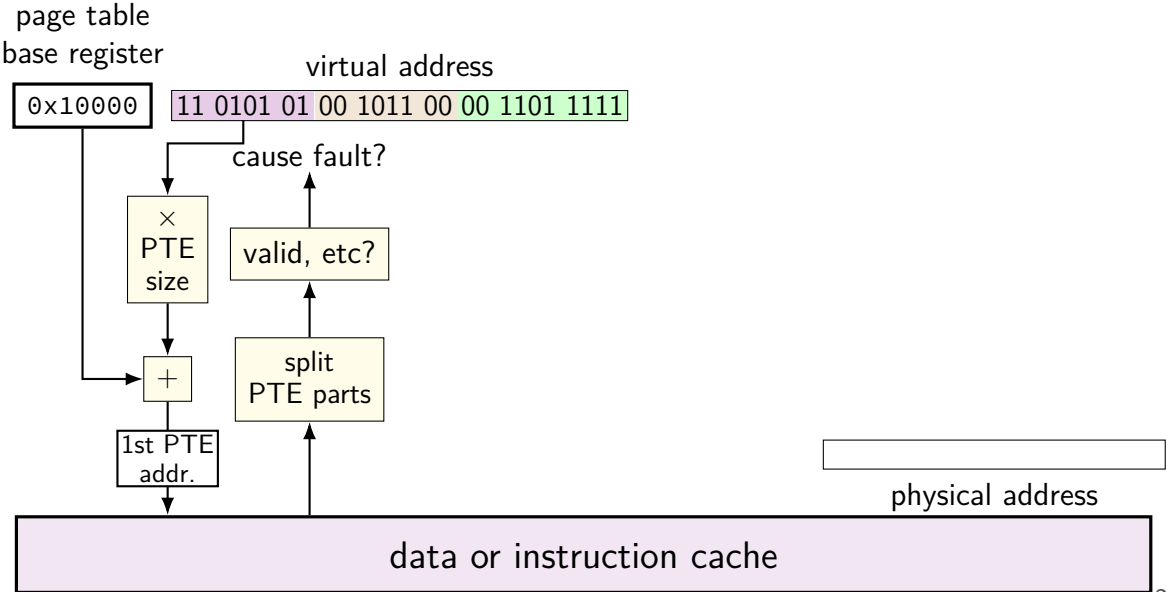 page table
base register
virtual address
0x10000
11 0101 01 00 1011 00 00 1101 1111
cause fault?
×
PTE
size
valid, etc?
+
split
PTE parts
1st PTE
addr.
physical address
data or instruction cache